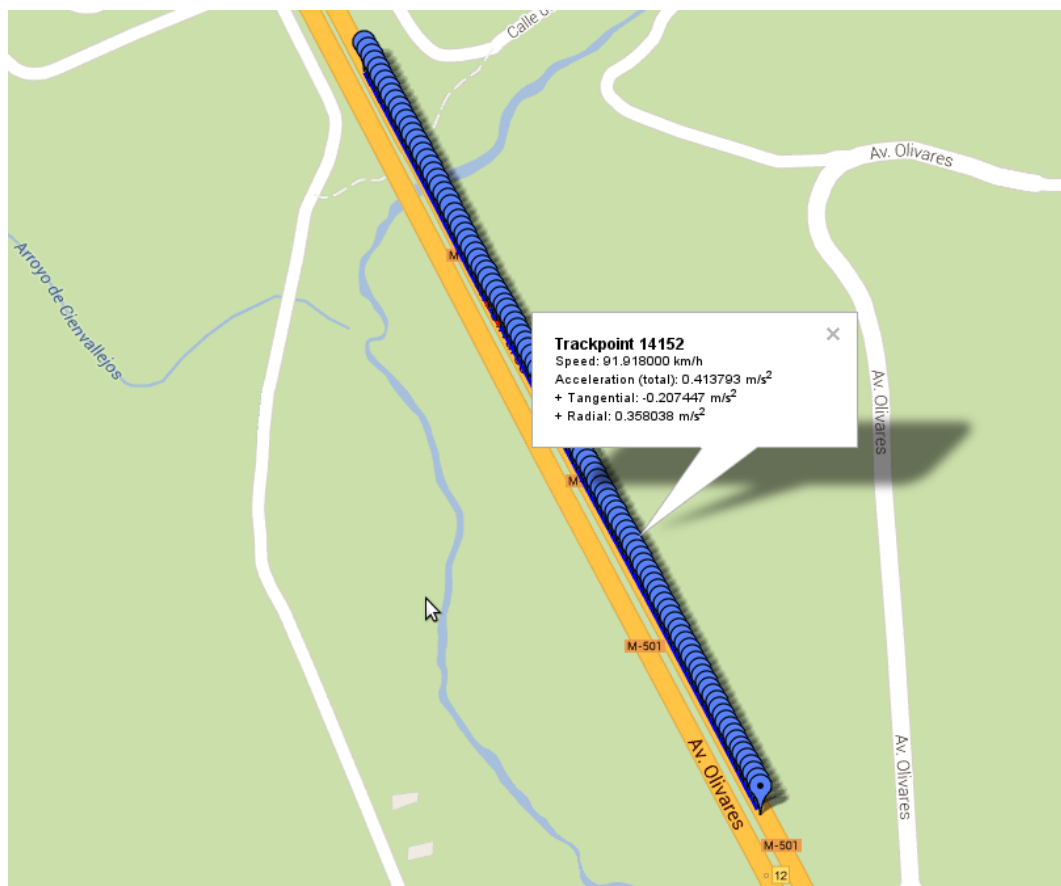 Calle d
Av. Olivares
Arroyo de Cienvallejos
M
Trackpoint 14152
Speed: 91.918000 km/h
Acceleration (total): 0.413793 m/s²
+ Tangential: -0.207447 m/s²
+ Radial: 0.358038 m/s²
Av. Olivares
M-
M-501
Av. Olivares
Av. Olivares
M-501
12